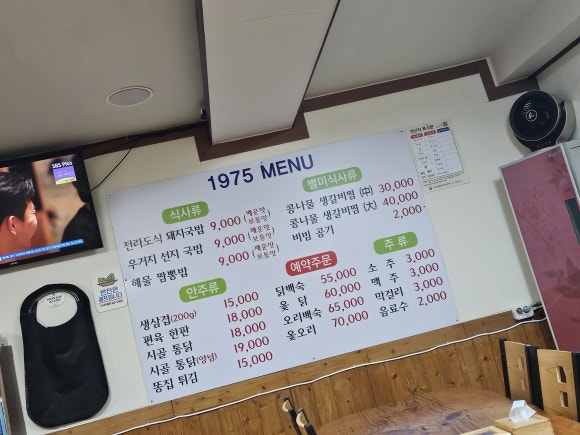 SBS Plus
1975 MENU
식사류
전라도식 돼지국밥 9,000 (매운맛 보통맛)
우거지 선지 국밥 9,000 (매운맛 보통맛)
해물 짬뽕밥 9,000 (매운맛 보통맛)
별미식사류
콩나물 생갈비찜 (中) 30,000
콩나물 생갈비찜 (大) 40,000
비빔 공기 2,000
안주류
생삼겹(200g) 15,000
편육 한편 18,000
시골 통닭 18,000
시골 통닭(양념) 19,000
똥집 튀김 15,000
예약주문
닭백숙 55,000
옻닭 60,000
오리백숙 65,000
옻오리 70,000
주류
소주 3,000
맥주 3,000
막걸리 3,000
음료수 2,000